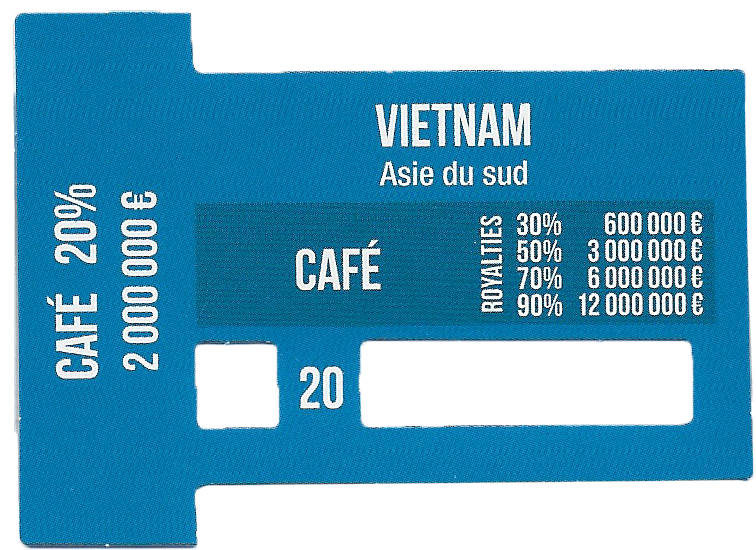 CAFÉ 20%
2 000 000 €
VIETNAM
Asie du sud
CAFÉ
ROYALTIES
30% 600 000 €
50% 3 000 000 €
70% 6 000 000 €
90% 12 000 000 €
20